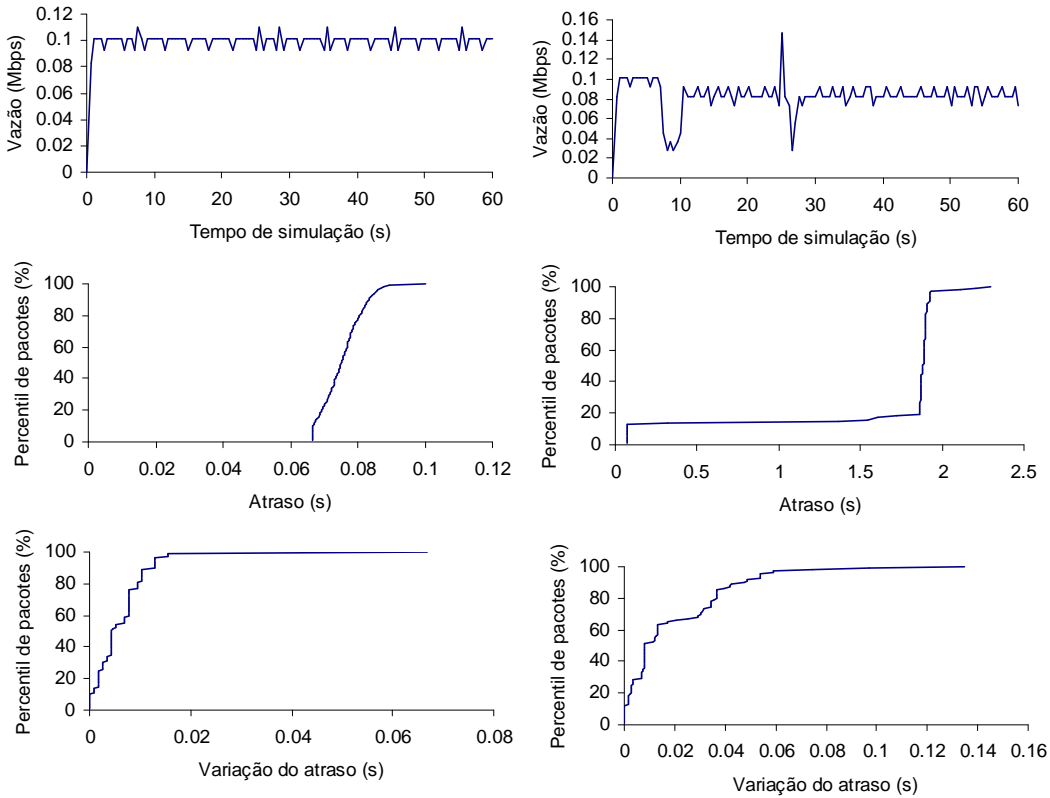 Vazão (Mbps)
0.12
0.1
0.08
0.06
0.04
0.02
0
0 10 20 30 40 50 60
Tempo de simulação (s)
Vazão (Mbps)
0.16
0.14
0.12
0.1
0.08
0.06
0.04
0.02
0
0 10 20 30 40 50 60
Tempo de simulação (s)
Percentil de pacotes (%)
100
80
60
40
20
0
0 0.02 0.04 0.06 0.08 0.1 0.12
Atraso (s)
Percentil de pacotes (%)
100
80
60
40
20
0
0 0.5 1 1.5 2 2.5
Atraso (s)
Percentil de pacotes (%)
100
80
60
40
20
0
0 0.02 0.04 0.06 0.08
Variação do atraso (s)
Percentil de pacotes (%)
100
80
60
40
20
0
0 0.02 0.04 0.06 0.08 0.1 0.12 0.14 0.16
Variação do atraso (s)